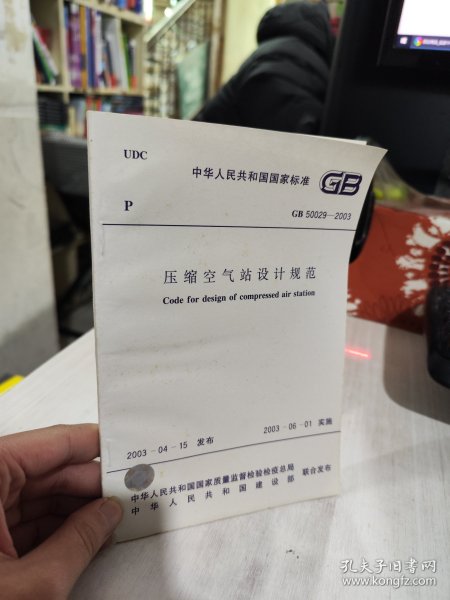 UDC
中华人民共和国国家标准 GB
P
GB 50029—2003
压缩空气站设计规范
Code for design of compressed air station
2003-04-15 发布
2003-06-01 实施
中华人民共和国国家质量监督检验检疫总局
中华人民共和国建设部
联合发布
孔夫子旧书网
www.kongfz.com